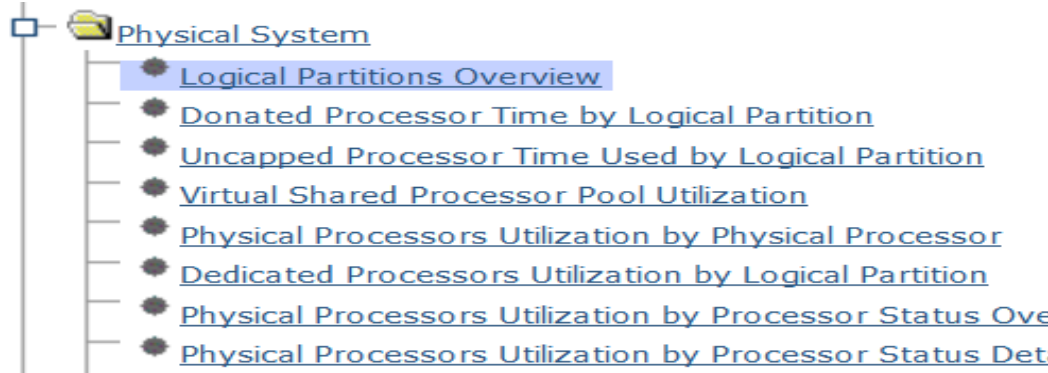 Physical System
Logical Partitions Overview
Donated Processor Time by Logical Partition
Uncapped Processor Time Used by Logical Partition
Virtual Shared Processor Pool Utilization
Physical Processors Utilization by Physical Processor
Dedicated Processors Utilization by Logical Partition
Physical Processors Utilization by Processor Status Ove
Physical Processors Utilization by Processor Status Deta